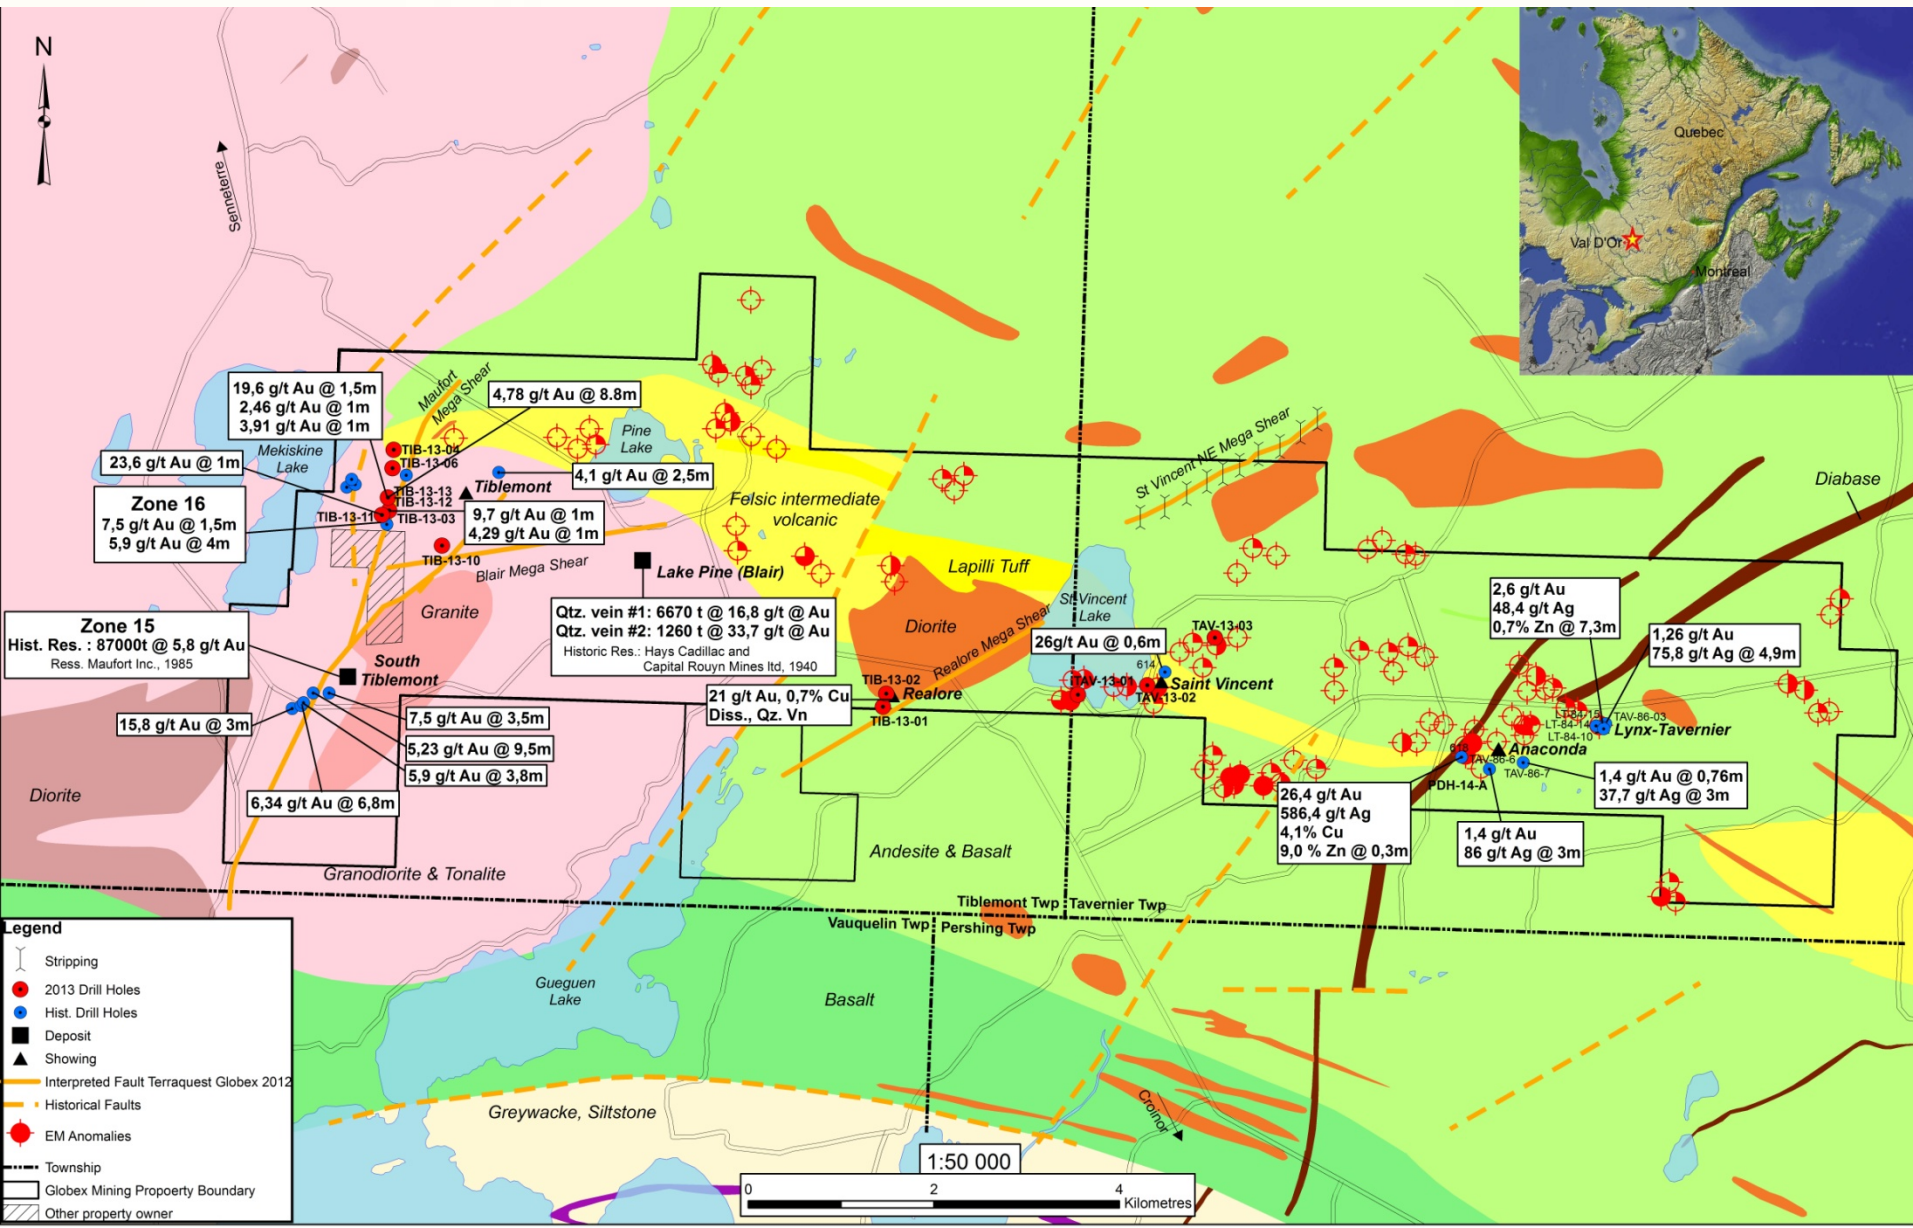 N
Senneterre
Quebec
Val D'Or
Montreal
Maufort
Mega Shear
19,6 g/t Au @ 1,5m
2,46 g/t Au @ 1m
3,91 g/t Au @ 1m
4,78 g/t Au @ 8.8m
Mekiskine
Lake
Pine
Lake
St Vincent NE Mega Shear
Diabase
TIB-13-04
TIB-13-06
23,6 g/t Au @ 1m
4,1 g/t Au @ 2,5m
Tiblemont
TIB-13-13
TIB-13-12
TIB-13-11
TIB-13-03
Zone 16
7,5 g/t Au @ 1,5m
5,9 g/t Au @ 4m
9,7 g/t Au @ 1m
4,29 g/t Au @ 1m
Felsic intermediate
volcanic
TIB-13-10
Blair Mega Shear
Lake Pine (Blair)
Lapilli Tuff
Granite
Qtz. vein #1: 6670 t @ 16,8 g/t @ Au
Qtz. vein #2: 1260 t @ 33,7 g/t @ Au
Historic Res.: Hays Cadillac and
Capital Rouyn Mines ltd, 1940
Diorite
Realore Mega Shear
St Vincent
Lake
2,6 g/t Au
48,4 g/t Ag
0,7% Zn @ 7,3m
1,26 g/t Au
75,8 g/t Ag @ 4,9m
Zone 15
Hist. Res. : 87000t @ 5,8 g/t Au
Ress. Maufort Inc., 1985
South
Tiblemont
26g/t Au @ 0,6m
TAV-13-03
614
Saint Vincent
TAV-13-01
TAV-13-02
TIB-13-02
Realore
TIB-13-01
21 g/t Au, 0,7% Cu
Diss., Qz. Vn
15,8 g/t Au @ 3m
7,5 g/t Au @ 3,5m
5,23 g/t Au @ 9,5m
5,9 g/t Au @ 3,8m
6,34 g/t Au @ 6,8m
LT-84-15
TAV-86-03
LT-84-14
LT-84-10
Lynx-Tavernier
613
Anaconda
TAV-86-6
TAV-86-7
PDH-14-A
26,4 g/t Au
586,4 g/t Ag
4,1% Cu
9,0 % Zn @ 0,3m
1,4 g/t Au @ 0,76m
37,7 g/t Ag @ 3m
1,4 g/t Au
86 g/t Ag @ 3m
Diorite
Granodiorite & Tonalite
Andesite & Basalt
Tiblemont Twp
Tavernier Twp
Vauquelin Twp
Pershing Twp
Gueguen
Lake
Basalt
Greywacke, Siltstone
Croinor
Legend
Stripping
2013 Drill Holes
Hist. Drill Holes
Deposit
Showing
Interpreted Fault Terraquest Globex 2012
Historical Faults
EM Anomalies
Township
Globex Mining Propoerty Boundary
Other property owner
1:50 000
0
2
4
Kilometres